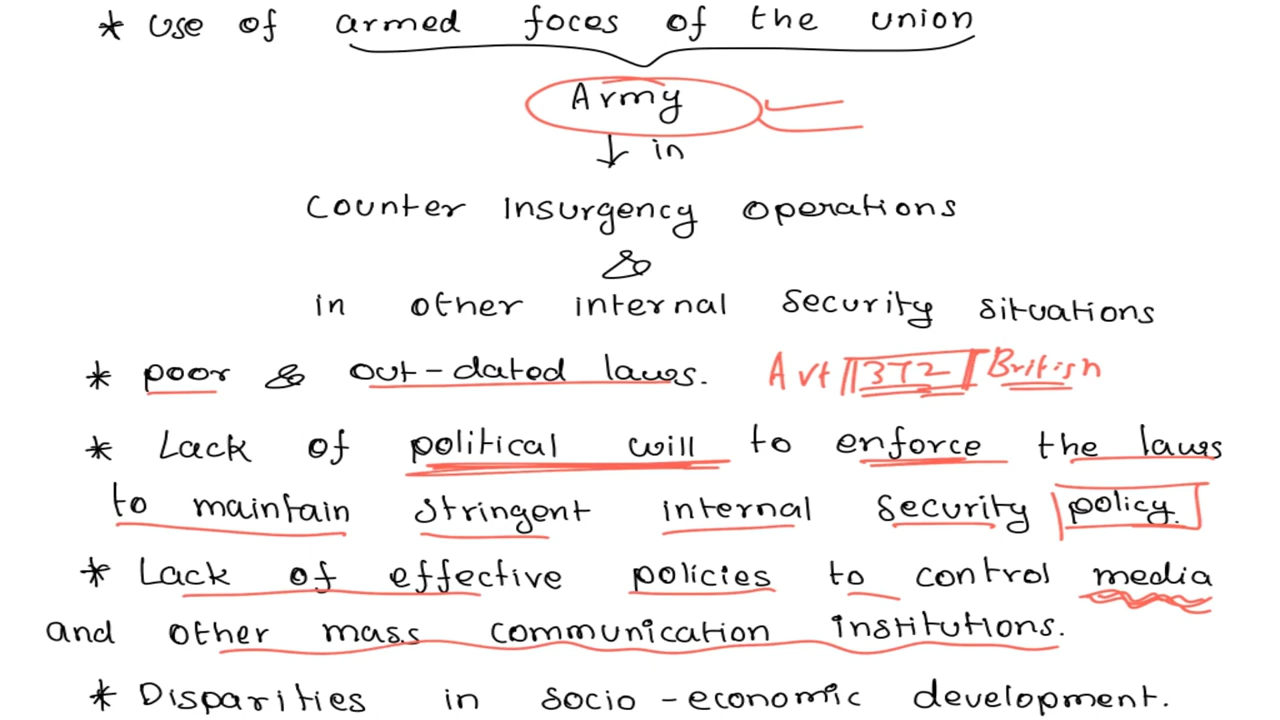 * Use of armed foces of the union
Army
↓ in
Counter Insurgency operations
&
in other internal security situations
* poor & out-dated laws. Art 372 British
* Lack of political will to enforce the laws
to maintain stringent internal security policy.
* Lack of effective policies to control media
and other mass communication institutions.
* Disparities in socio-economic development.